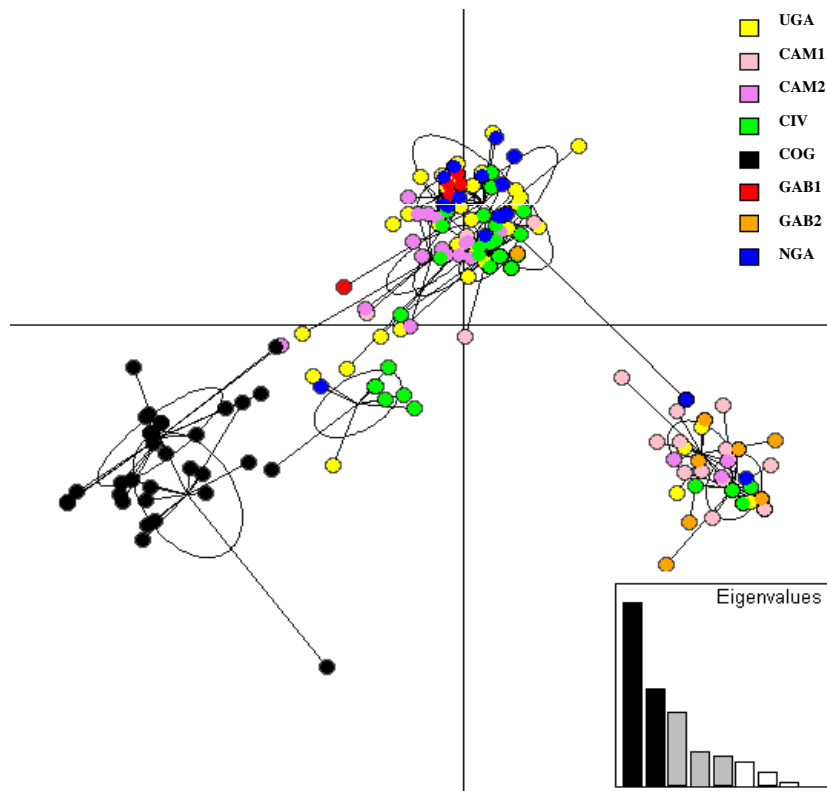 UGA
CAM1
CAM2
CIV
COG
GAB1
GAB2
NGA
Eigenvalues